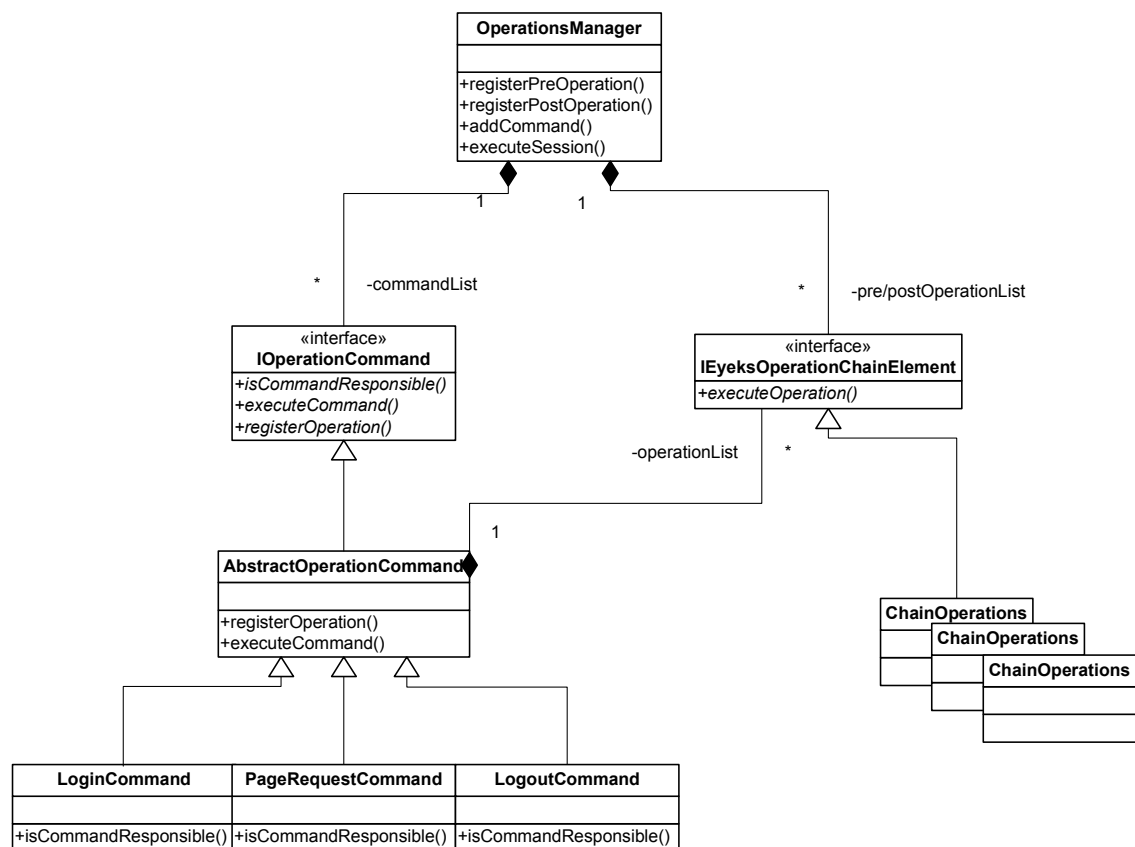 OperationsManager
+registerPreOperation()
+registerPostOperation()
+addCommand()
+executeSession()
1
1
*
-commandList
*
-pre/postOperationList
«interface»
IOperationCommand
+isCommandResponsible()
+executeCommand()
+registerOperation()
«interface»
IEyeksOperationChainElement
+executeOperation()
-operationList
*
1
AbstractOperationCommand
+registerOperation()
+executeCommand()
ChainOperations
ChainOperations
ChainOperations
LoginCommand
+isCommandResponsible()
PageRequestCommand
+isCommandResponsible()
LogoutCommand
+isCommandResponsible()